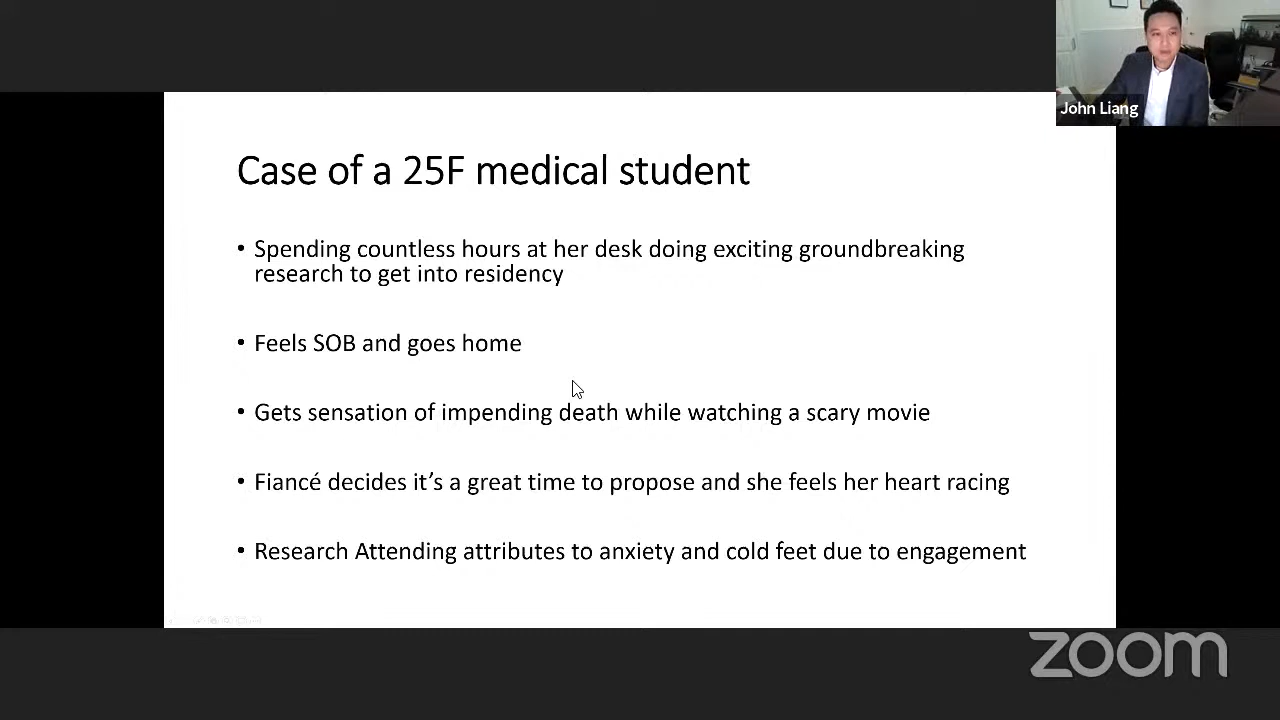 John Liang
Case of a 25F medical student
• Spending countless hours at her desk doing exciting groundbreaking
research to get into residency
• Feels SOB and goes home
• Gets sensation of impending death while watching a scary movie
• Fiancé decides it’s a great time to propose and she feels her heart racing
• Research Attending attributes to anxiety and cold feet due to engagement
zoom